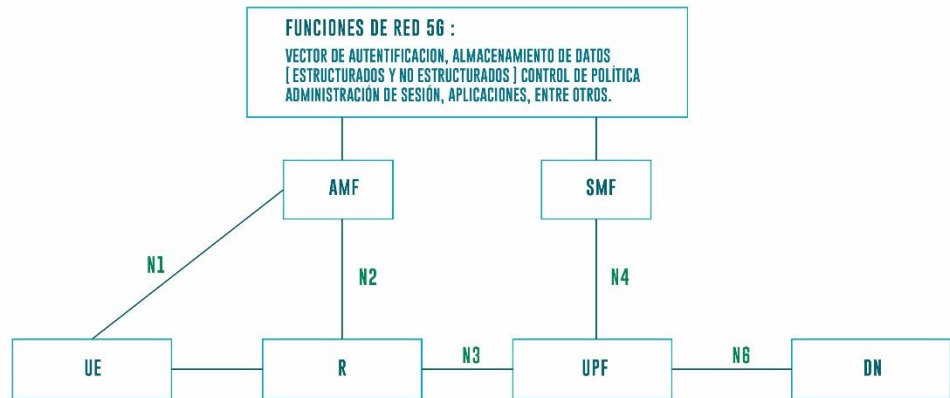 FUNCIONES DE RED 5G :
VECTOR DE AUTENTIFICACION, ALMACENAMIENTO DE DATOS
[ ESTRUCTURADOS Y NO ESTRUCTURADOS ] CONTROL DE POLÍTICA
ADMINISTRACIÓN DE SESIÓN, APLICACIONES, ENTRE OTROS.
AMF
SMF
N1
N2
N4
UE
R
N3
UPF
N6
DN